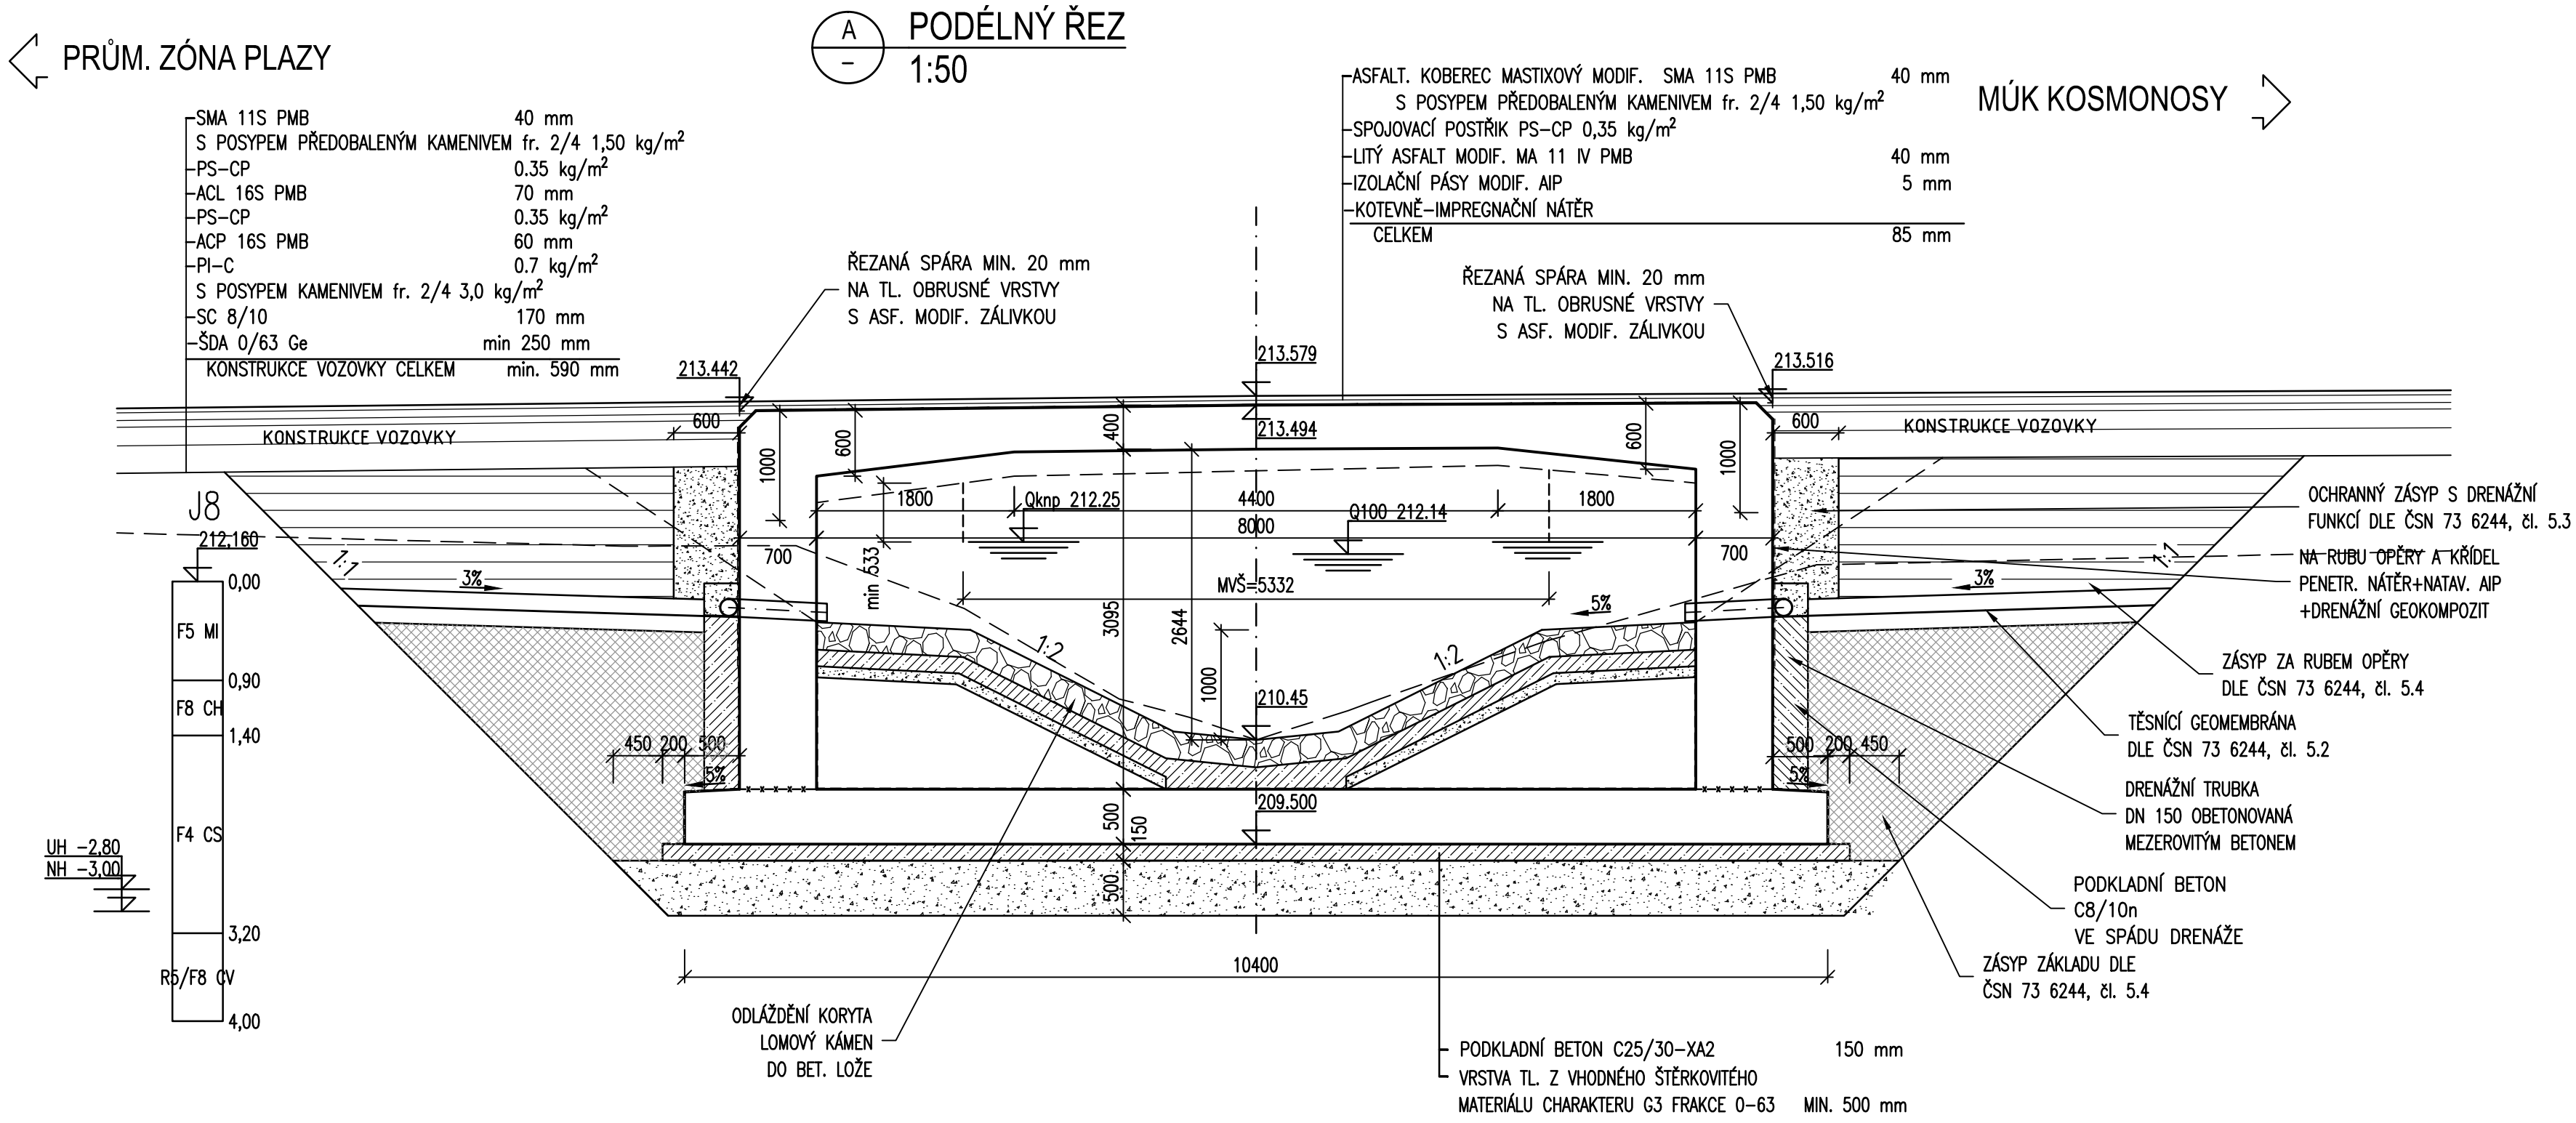 A
–
PODÉLNÝ ŘEZ
1:50
PRŮM. ZÓNA PLAZY
MÚK KOSMONOSY
SMA 11S PMB 40 mm
S POSYPEM PŘEDOBALENÝM KAMENIVEM fr. 2/4 1,50 kg/m²
PS-CP 0.35 kg/m²
ACL 16S PMB 70 mm
PS-CP 0.35 kg/m²
ACP 16S PMB 60 mm
PI-C 0.7 kg/m²
S POSYPEM KAMENIVEM fr. 2/4 3,0 kg/m²
SC 8/10 170 mm
ŠDA 0/63 Ge min 250 mm
KONSTRUKCE VOZOVKY CELKEM min. 590 mm
ASFALT. KOBEREC MASTIXOVÝ MODIF. SMA 11S PMB 40 mm
S POSYPEM PŘEDOBALENÝM KAMENIVEM fr. 2/4 1,50 kg/m²
SPOJOVACÍ POSTŘIK PS-CP 0,35 kg/m²
LITÝ ASFALT MODIF. MA 11 IV PMB 40 mm
IZOLAČNÍ PÁSY MODIF. AIP 5 mm
KOTEVNĚ-IMPREGNAČNÍ NÁTĚR
CELKEM 85 mm
ŘEZANÁ SPÁRA MIN. 20 mm
NA TL. OBRUSNÉ VRSTVY
S ASF. MODIF. ZÁLIVKOU
ŘEZANÁ SPÁRA MIN. 20 mm
NA TL. OBRUSNÉ VRSTVY
S ASF. MODIF. ZÁLIVKOU
213.442
213.579
213.516
213.494
600
KONSTRUKCE VOZOVKY
1000
600
400
600
1000
600
KONSTRUKCE VOZOVKY
1800
Qknp 212.25
4400
Q100 212.14
1800
8000
700
700
min 533
MVŠ=5332
3095
2644
1000
J8
212,160
0,00
F5 MI
0,90
F8 CH
1,40
F4 CS
3,20
R5/F8 CV
4,00
UH -2,80
NH -3,00
1:1
3%
5%
3%
1:1
1:2
1:2
210.45
450 200 500
5%
500 200 450
5%
209.500
500
150
500
10400
OCHRANNÝ ZÁSYP S DRENÁŽNÍ
FUNKCÍ DLE ČSN 73 6244, čl. 5.3
NA RUBU OPĚRY A KŘÍDEL
PENETR. NÁTĚR+NATAV. AIP
+DRENÁŽNÍ GEOKOMPOZIT
ZÁSYP ZA RUBEM OPĚRY
DLE ČSN 73 6244, čl. 5.4
TĚSNÍCÍ GEOMEMBRÁNA
DLE ČSN 73 6244, čl. 5.2
DRENÁŽNÍ TRUBKA
DN 150 OBETONOVANÁ
MEZEROVITÝM BETONEM
PODKLADNÍ BETON
C8/10n
VE SPÁDU DRENÁŽE
ZÁSYP ZÁKLADU DLE
ČSN 73 6244, čl. 5.4
ODLÁŽDĚNÍ KORYTA
LOMOVÝ KÁMEN
DO BET. LOŽE
PODKLADNÍ BETON C25/30-XA2 150 mm
VRSTVA TL. Z VHODNÉHO ŠTĚRKOVITÉHO
MATERIÁLU CHARAKTERU G3 FRAKCE 0-63 MIN. 500 mm